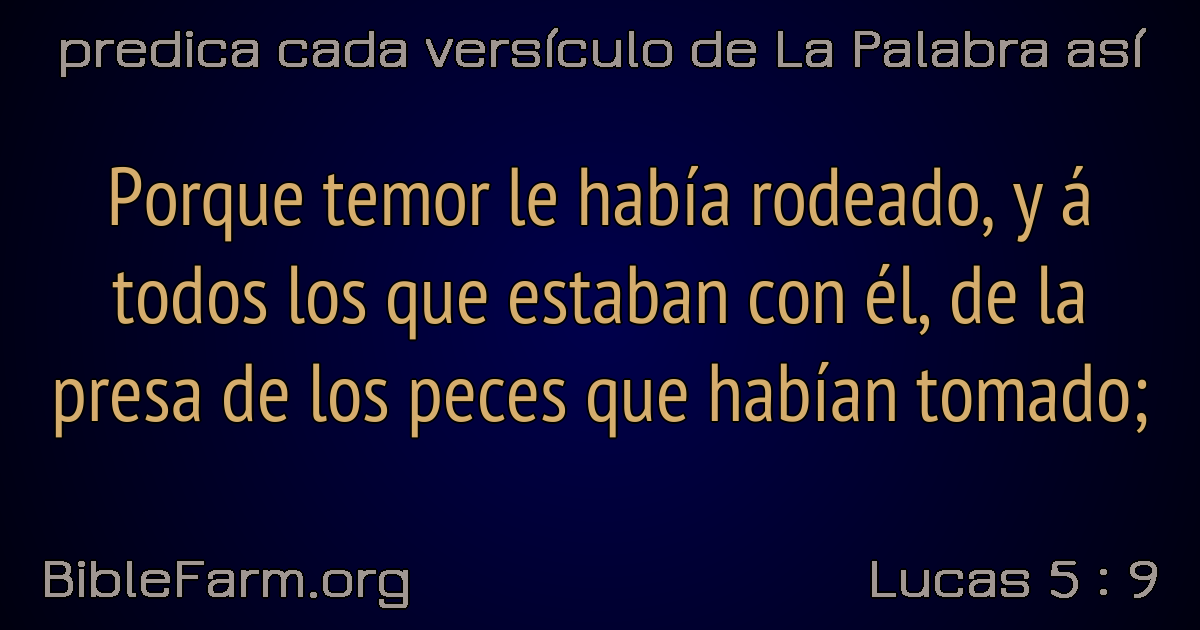 predica cada versículo de La Palabra así
Porque temor le había rodeado, y á
todos los que estaban con él, de la
presa de los peces que habían tomado;
BibleFarm.org
Lucas 5 : 9